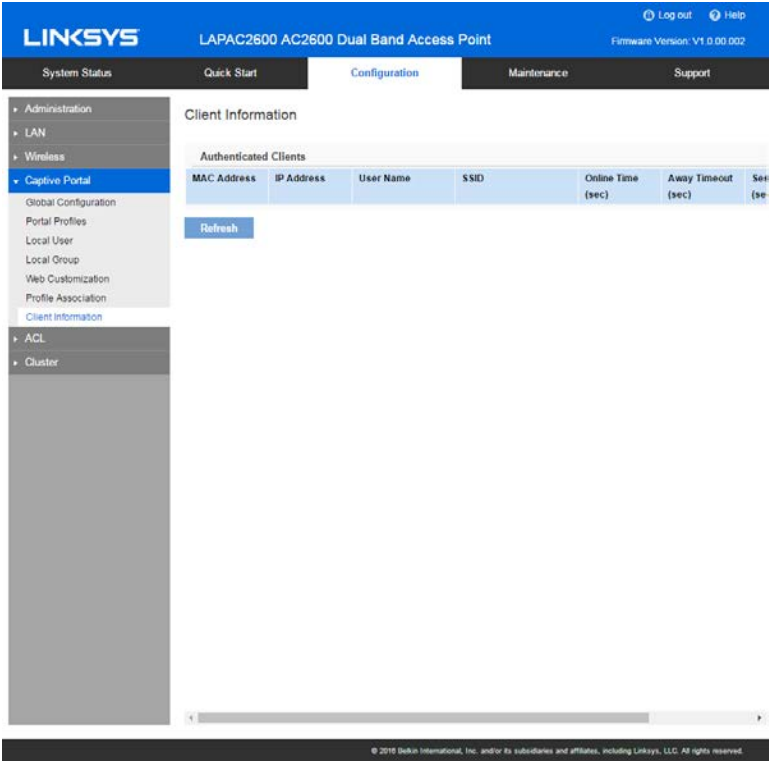 Log out Help
LINKSYS
LAPAC2600 AC2600 Dual Band Access Point
Firmware Version: V1.0.00.002
System Status Quick Start Configuration Maintenance Support
Administration
LAN
Wireless
Captive Portal
Global Configuration
Portal Profiles
Local User
Local Group
Web Customization
Profile Association
Client Information
ACL
Cluster
Client Information
Authenticated Clients
MAC Address IP Address User Name SSID Online Time (sec) Away Timeout (sec)
Refresh
© 2016 Belkin International, Inc. and/or its subsidiaries and affiliates, including Linksys, LLC. All rights reserved.